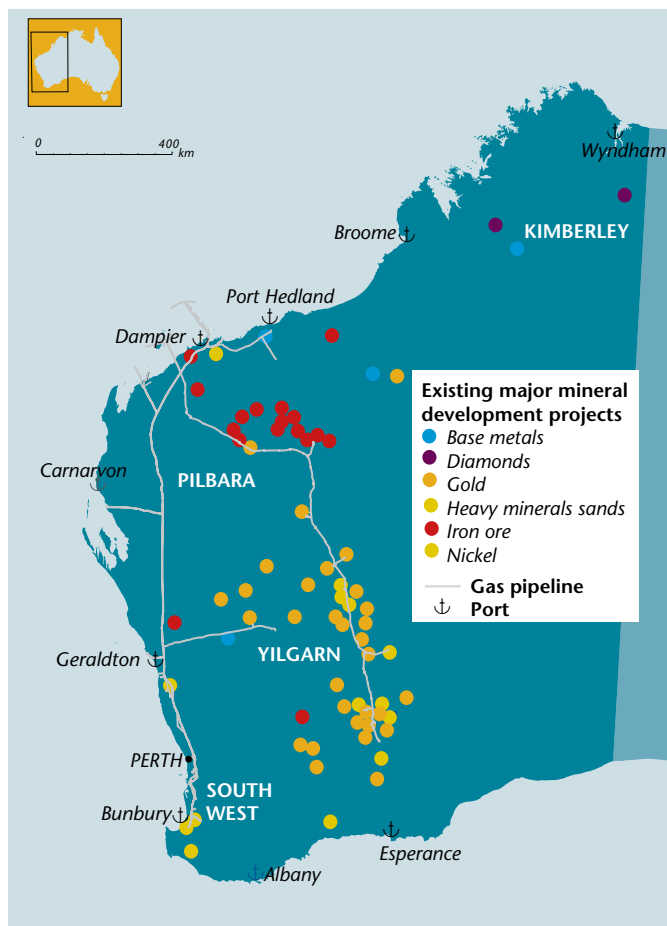 0 400
km
Wyndham
Broome
KIMBERLEY
Port Hedland
Dampier
Existing major mineral
development projects
Base metals
Diamonds
Gold
Heavy minerals sands
Iron ore
Nickel
Gas pipeline
Port
Carnarvon
PILBARA
Geraldton
YILGARN
PERTH
SOUTH
WEST
Bunbury
Esperance
Albany